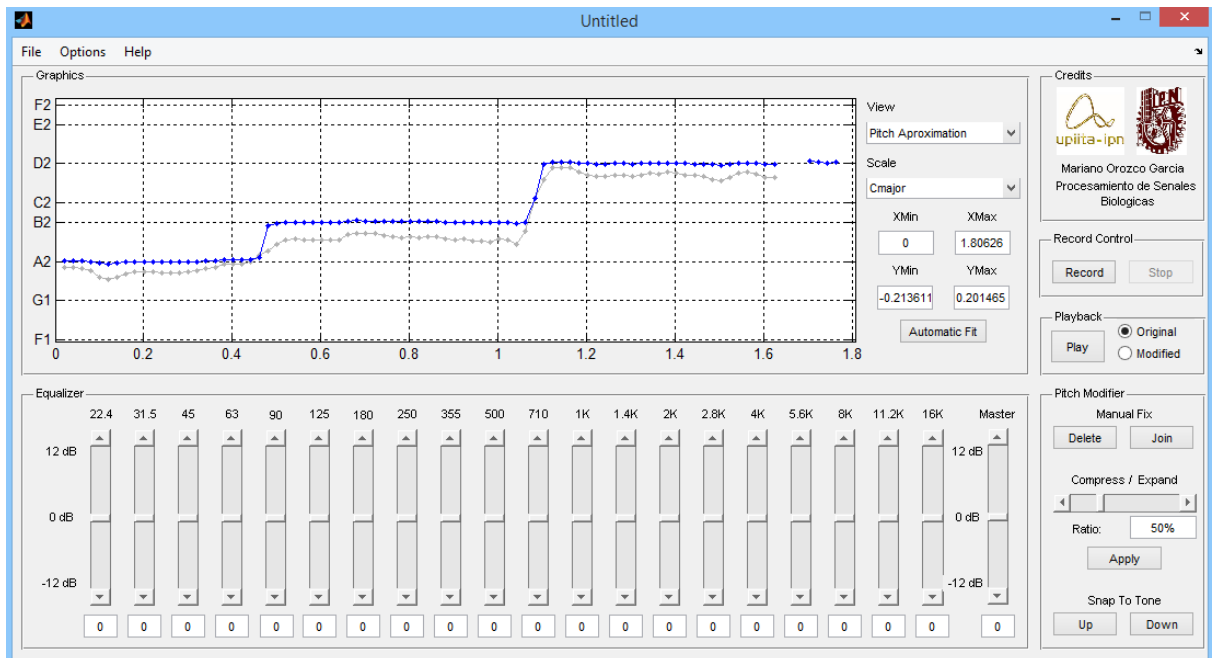 Untitled
File Options Help
Graphics
F2
E2
D2
C2
B2
A2
G1
F1
0 0.2 0.4 0.6 0.8 1 1.2 1.4 1.6 1.8
View
Pitch Aproximation
Scale
Cmajor
XMin XMax
0 1.80626
YMin YMax
-0.213611 0.201465
Automatic Fit
Credits
upiita-ipn
I.P.N
Mariano Orozco Garcia
Procesamiento de Senales
Biologicas
Record Control
Record Stop
Playback
Play
Original
Modified
Equalizer
22.4 31.5 45 63 90 125 180 250 355 500 710 1K 1.4K 2K 2.8K 4K 5.6K 8K 11.2K 16K Master
12 dB 12 dB
0 dB 0 dB
-12 dB -12 dB
0 0 0 0 0 0 0 0 0 0 0 0 0 0 0 0 0 0 0 0 0
Pitch Modifier
Manual Fix
Delete Join
Compress / Expand
Ratio: 50%
Apply
Snap To Tone
Up Down